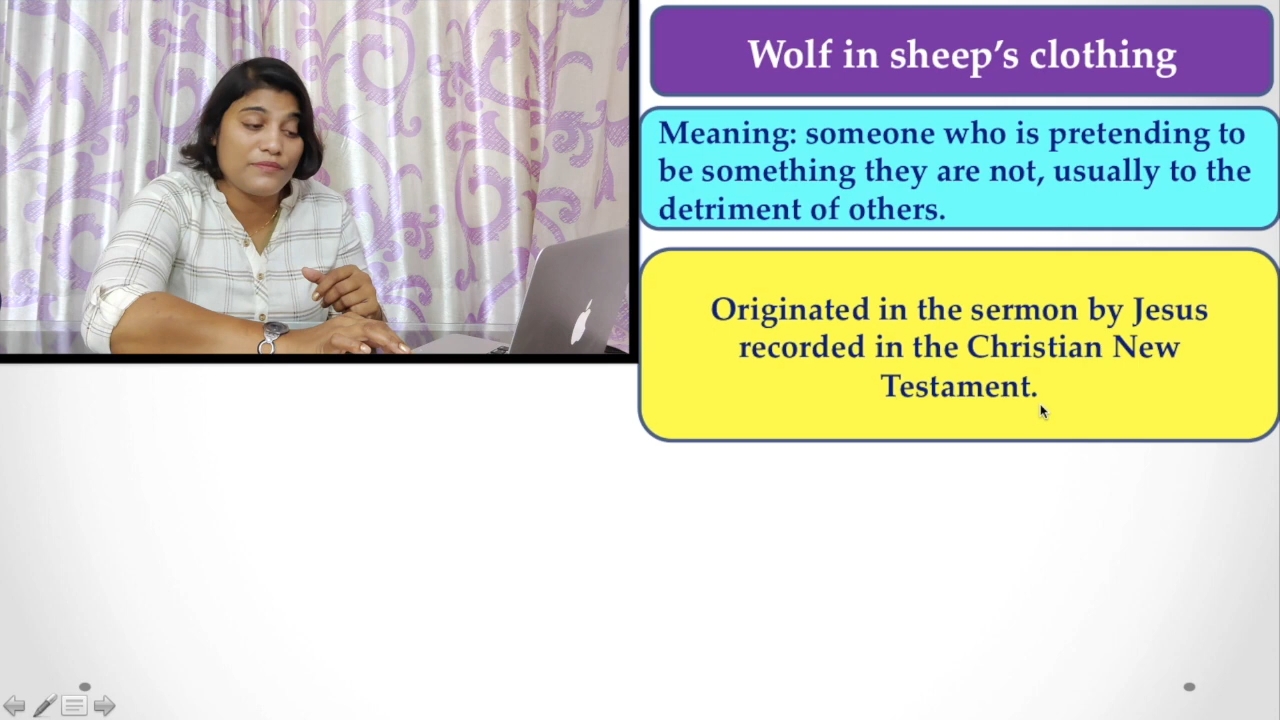 Wolf in sheep's clothing
Meaning: someone who is pretending to
be something they are not, usually to the
detriment of others.
Originated in the sermon by Jesus
recorded in the Christian New
Testament.